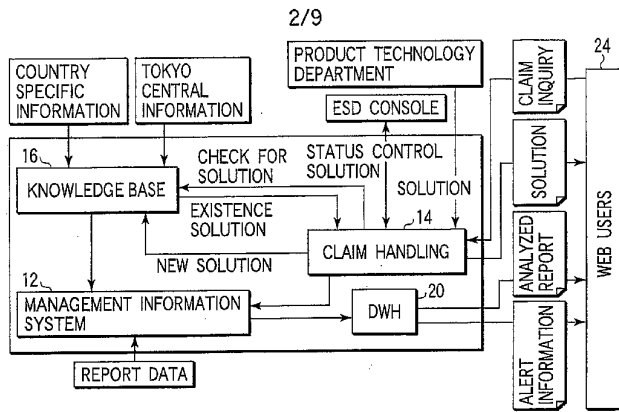 2/9
COUNTRY
SPECIFIC
INFORMATION
TOKYO
CENTRAL
INFORMATION
PRODUCT TECHNOLOGY
DEPARTMENT
ESD CONSOLE
CLAIM
INQUIRY
24
16
KNOWLEDGE BASE
CHECK FOR
SOLUTION
STATUS CONTROL
SOLUTION
SOLUTION
SOLUTION
EXISTENCE
SOLUTION
14
CLAIM HANDLING
NEW SOLUTION
WEB USERS
ANALYZED
REPORT
12
MANAGEMENT INFORMATION
SYSTEM
20
DWH
ALERT
INFORMATION
REPORT DATA